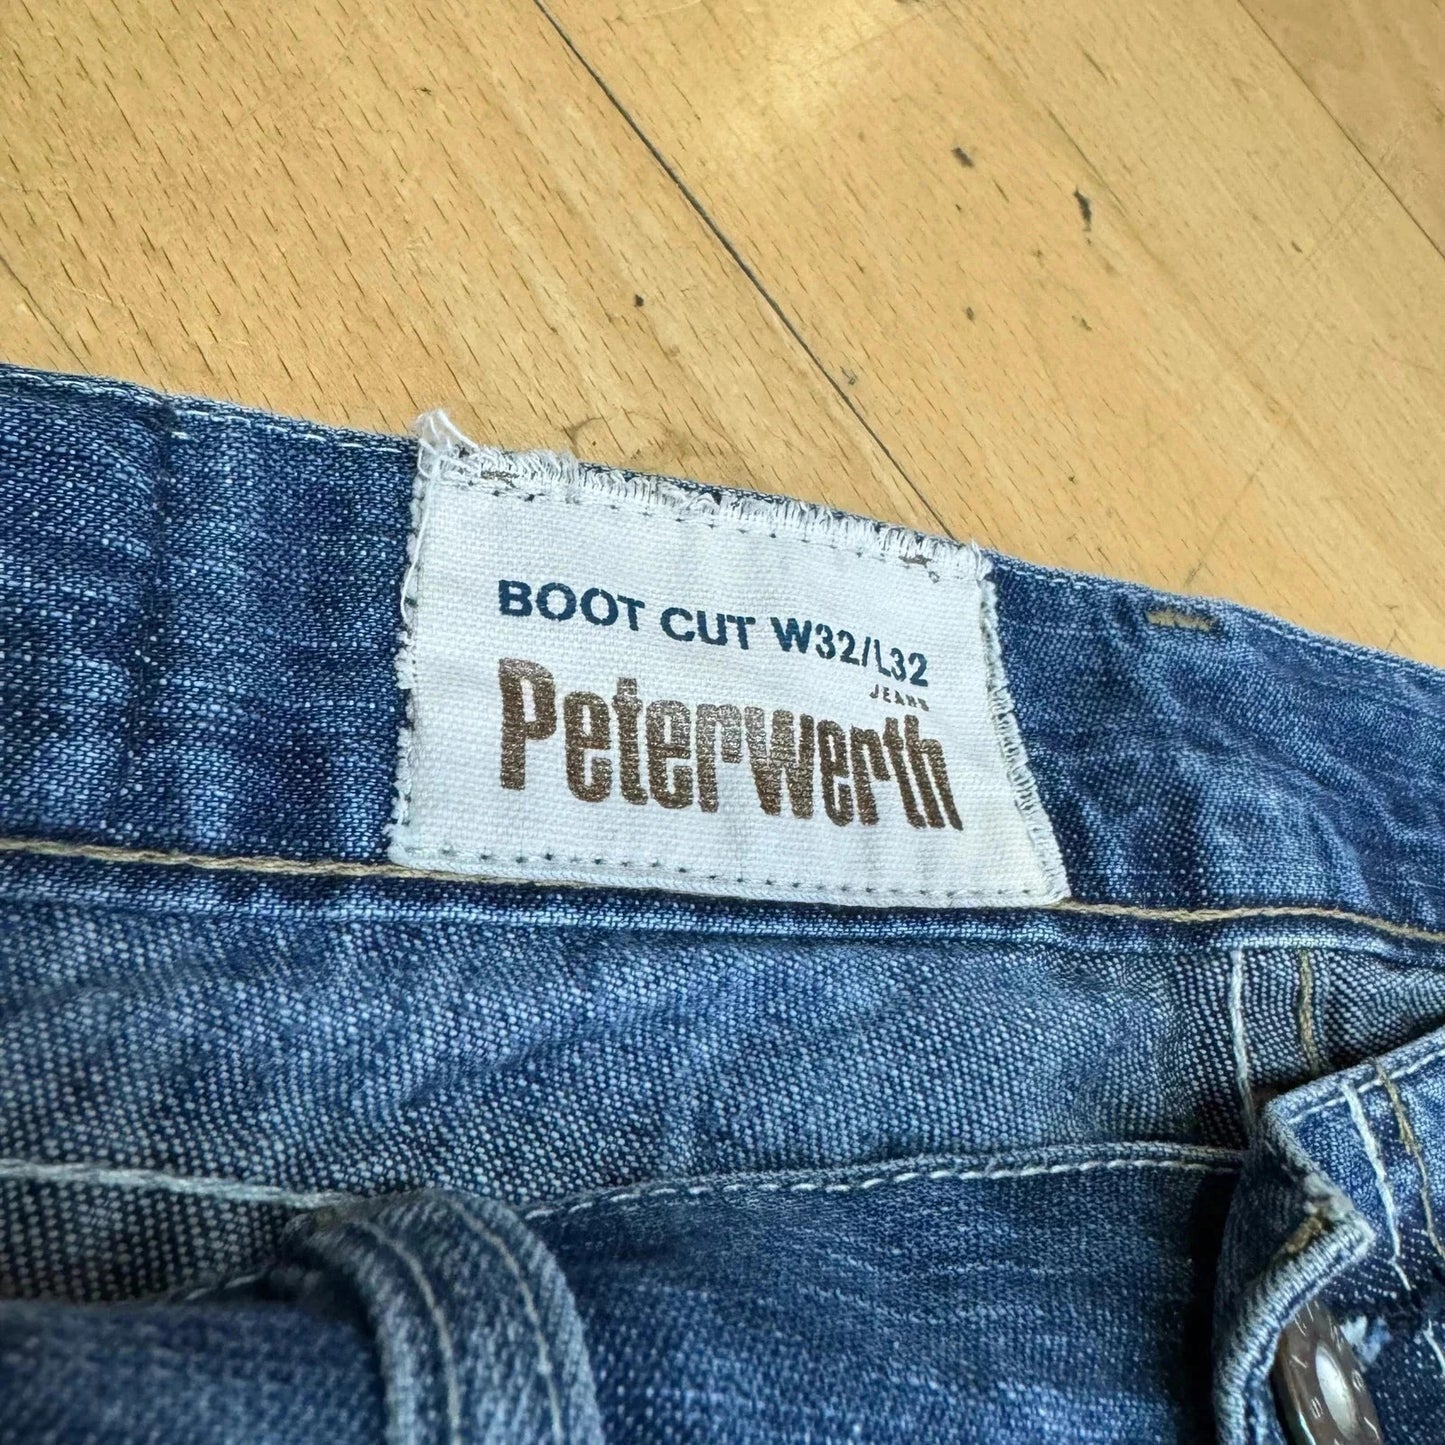 BOOT CUT W32/L32
JEANS
PeterWerth